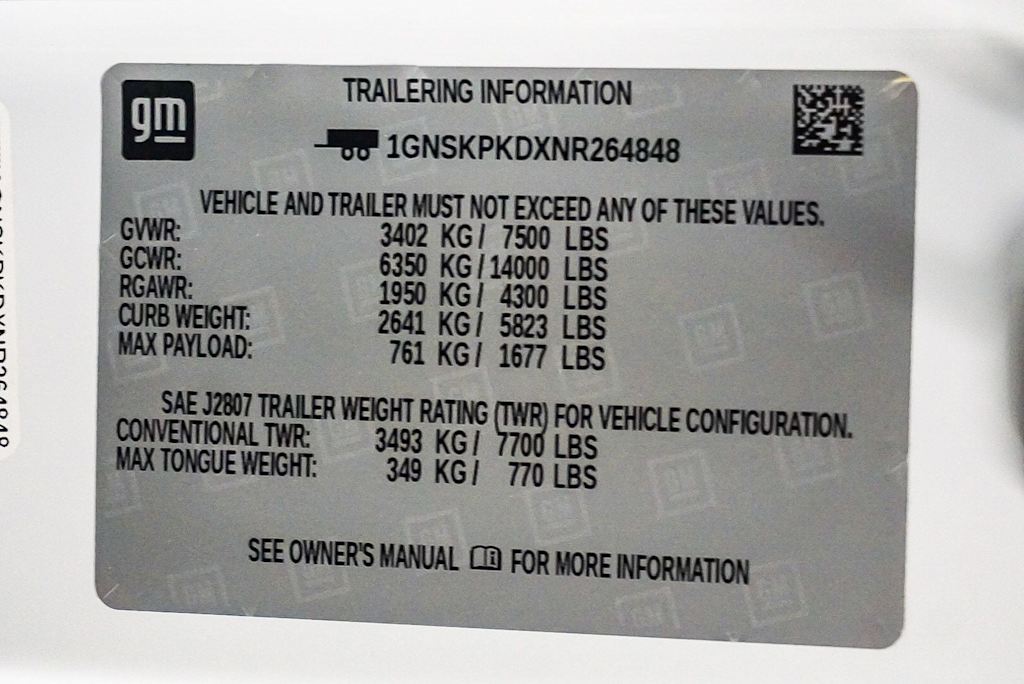 gm
TRAILERING INFORMATION
1GNSKPKDXNR264848
VEHICLE AND TRAILER MUST NOT EXCEED ANY OF THESE VALUES.
GVWR: 3402 KG / 7500 LBS
GCWR: 6350 KG / 14000 LBS
RGAWR: 1950 KG / 4300 LBS
CURB WEIGHT: 2641 KG / 5823 LBS
MAX PAYLOAD: 761 KG / 1677 LBS
SAE J2807 TRAILER WEIGHT RATING (TWR) FOR VEHICLE CONFIGURATION.
CONVENTIONAL TWR: 3493 KG / 7700 LBS
MAX TONGUE WEIGHT: 349 KG / 770 LBS
SEE OWNER'S MANUAL FOR MORE INFORMATION